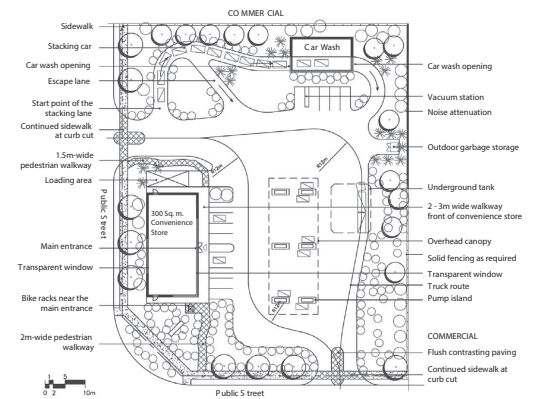 COMMERCIAL
Sidewalk
Stacking car
Car wash opening
Escape lane
Start point of the
stacking lane
Continued sidewalk
at curb cut
1.5m-wide
pedestrian walkway
Loading area
Public Street
Main entrance
Transparent window
Bike racks near the
main entrance
2m-wide pedestrian
walkway
Car Wash
R12m
R12m
300 Sq. m.
Convenience
Store
Car wash opening
Vacuum station
Noise attenuation
Outdoor garbage storage
Underground tank
2 - 3m wide walkway
front of convenience store
Overhead canopy
Solid fencing as required
Transparent window
Truck route
Pump island
COMMERCIAL
Flush contrasting paving
Continued sidewalk at
curb cut
1 5
0 2 10m
Public Street